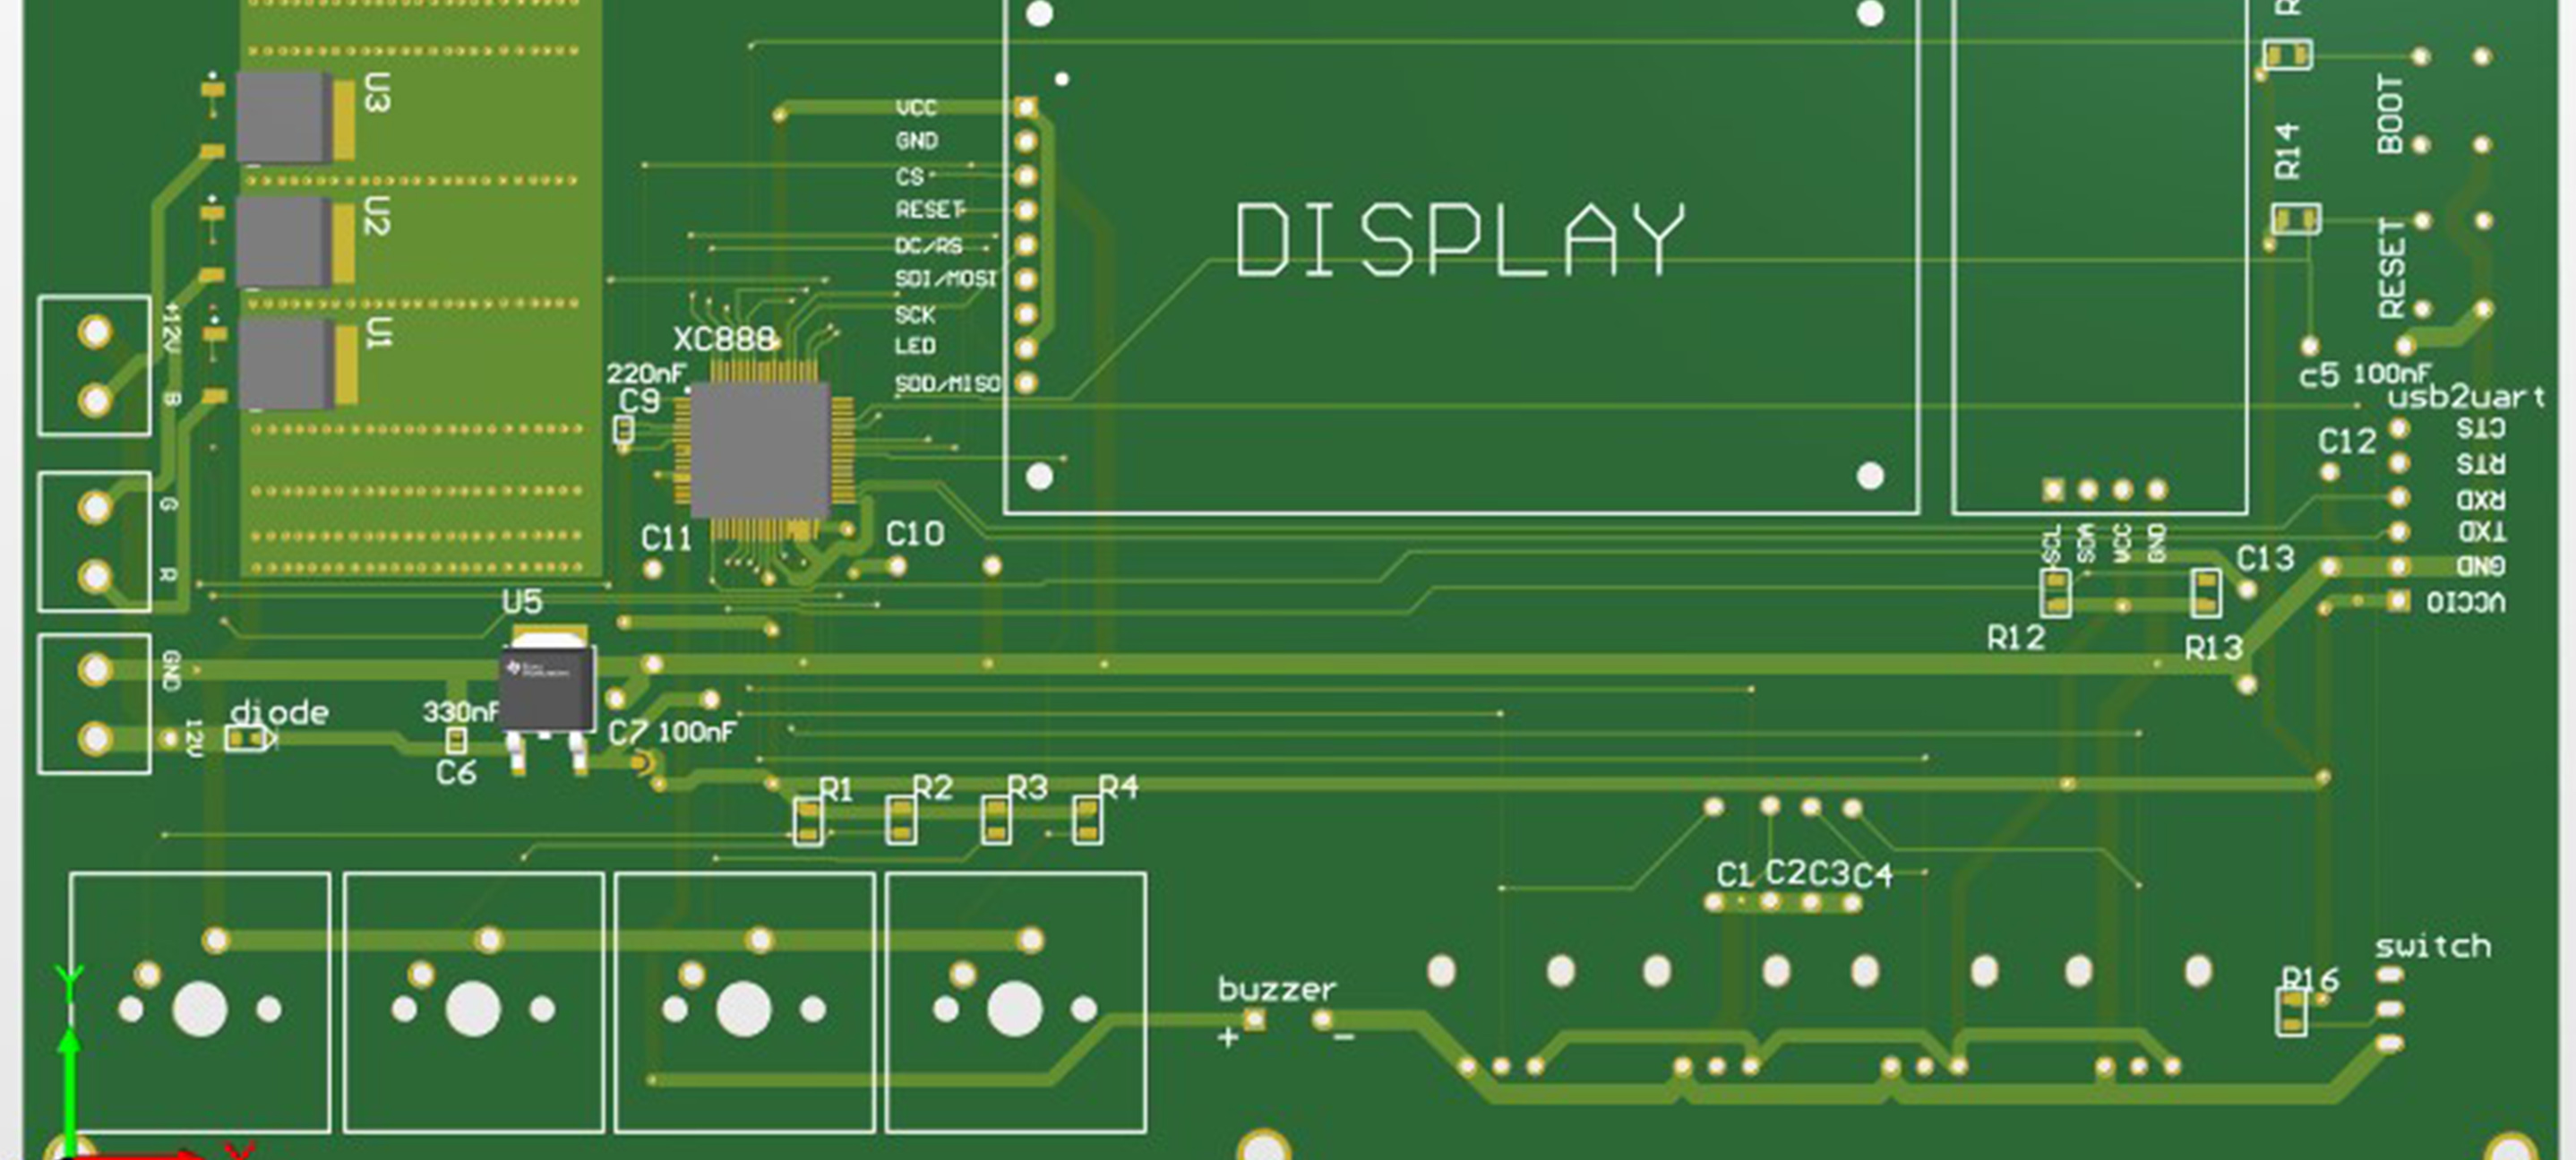 R
U3
VCC
GND
CS
RESET
DC/RS
SDI/MOSI
SCK
LED
SDO/MISO
DISPLAY
BOOT
R14
RESET
U2
U1
+12V
B
G
R
GND
12V
XC888
220nF
C9
C11
C10
c5 100nF
usb2uart
C12
CTS
RTS
RXD
TXD
GND
VCCIO
SCL
SDA
VCC
GND
C13
R12
R13
U5
diode
330nF
C6
C7 100nF
R1
R2
R3
R4
C1
C2
C3
C4
buzzer
+
−
switch
R16
Y
X